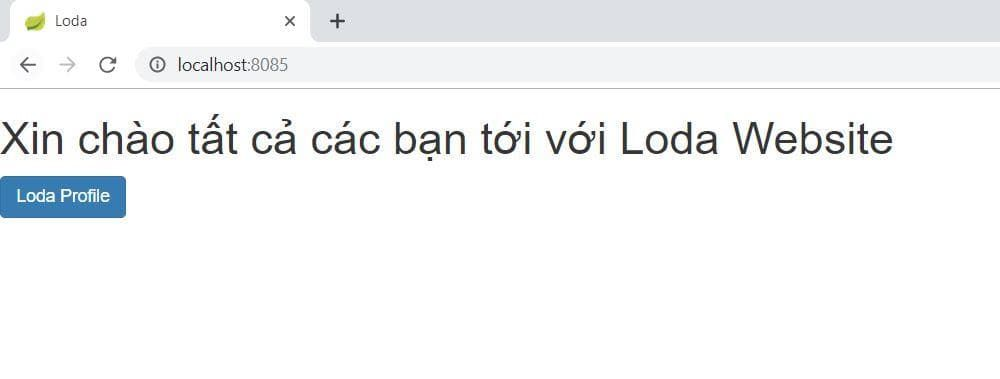 Loda
localhost:8085
Xin chào tất cả các bạn tới với Loda Website
Loda Profile